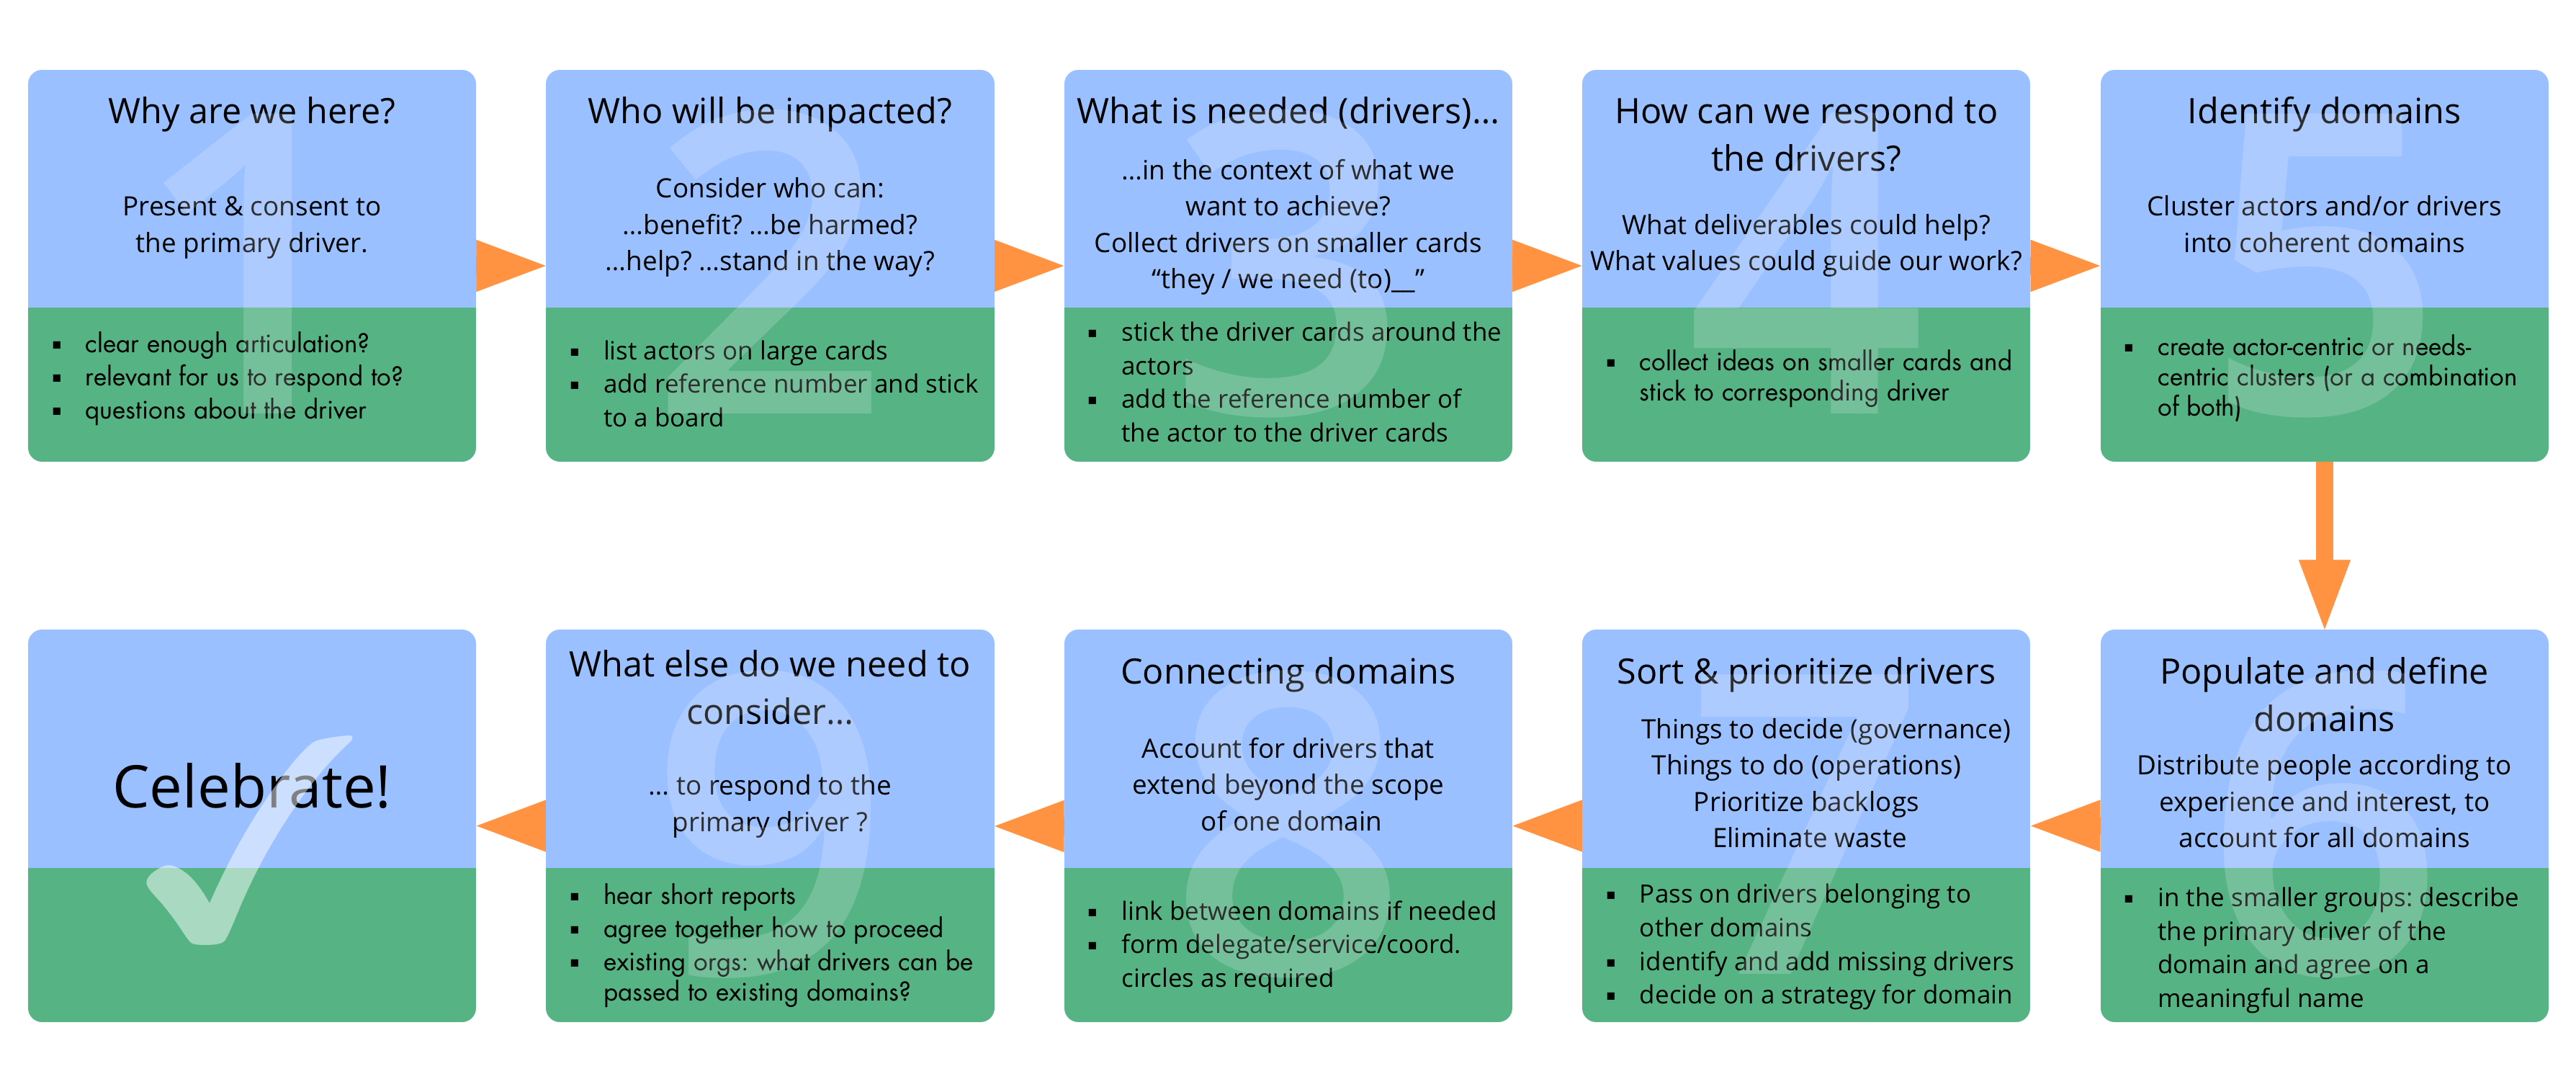 1
Why are we here?
Present & consent to
the primary driver.
▪ clear enough articulation?
▪ relevant for us to respond to?
▪ questions about the driver
2
Who will be impacted?
Consider who can:
...benefit? ...be harmed?
...help? ...stand in the way?
▪ list actors on large cards
▪ add reference number and stick
to a board
3
What is needed (drivers)...
...in the context of what we
want to achieve?
Collect drivers on smaller cards
“they / we need (to)__”
▪ stick the driver cards around the
actors
▪ add the reference number of
the actor to the driver cards
4
How can we respond to
the drivers?
What deliverables could help?
What values could guide our work?
▪ collect ideas on smaller cards and
stick to corresponding driver
5
Identify domains
Cluster actors and/or drivers
into coherent domains
▪ create actor-centric or needs-
centric clusters (or a combination
of both)
6
Populate and define
domains
Distribute people according to
experience and interest, to
account for all domains
▪ in the smaller groups: describe
the primary driver of the
domain and agree on a
meaningful name
7
Sort & prioritize drivers
Things to decide (governance)
Things to do (operations)
Prioritize backlogs
Eliminate waste
▪ Pass on drivers belonging to
other domains
▪ identify and add missing drivers
▪ decide on a strategy for domain
8
Connecting domains
Account for drivers that
extend beyond the scope
of one domain
▪ link between domains if needed
▪ form delegate/service/coord.
circles as required
9
What else do we need to
consider...
... to respond to the
primary driver ?
▪ hear short reports
▪ agree together how to proceed
▪ existing orgs: what drivers can be
passed to existing domains?
Celebrate!
✓